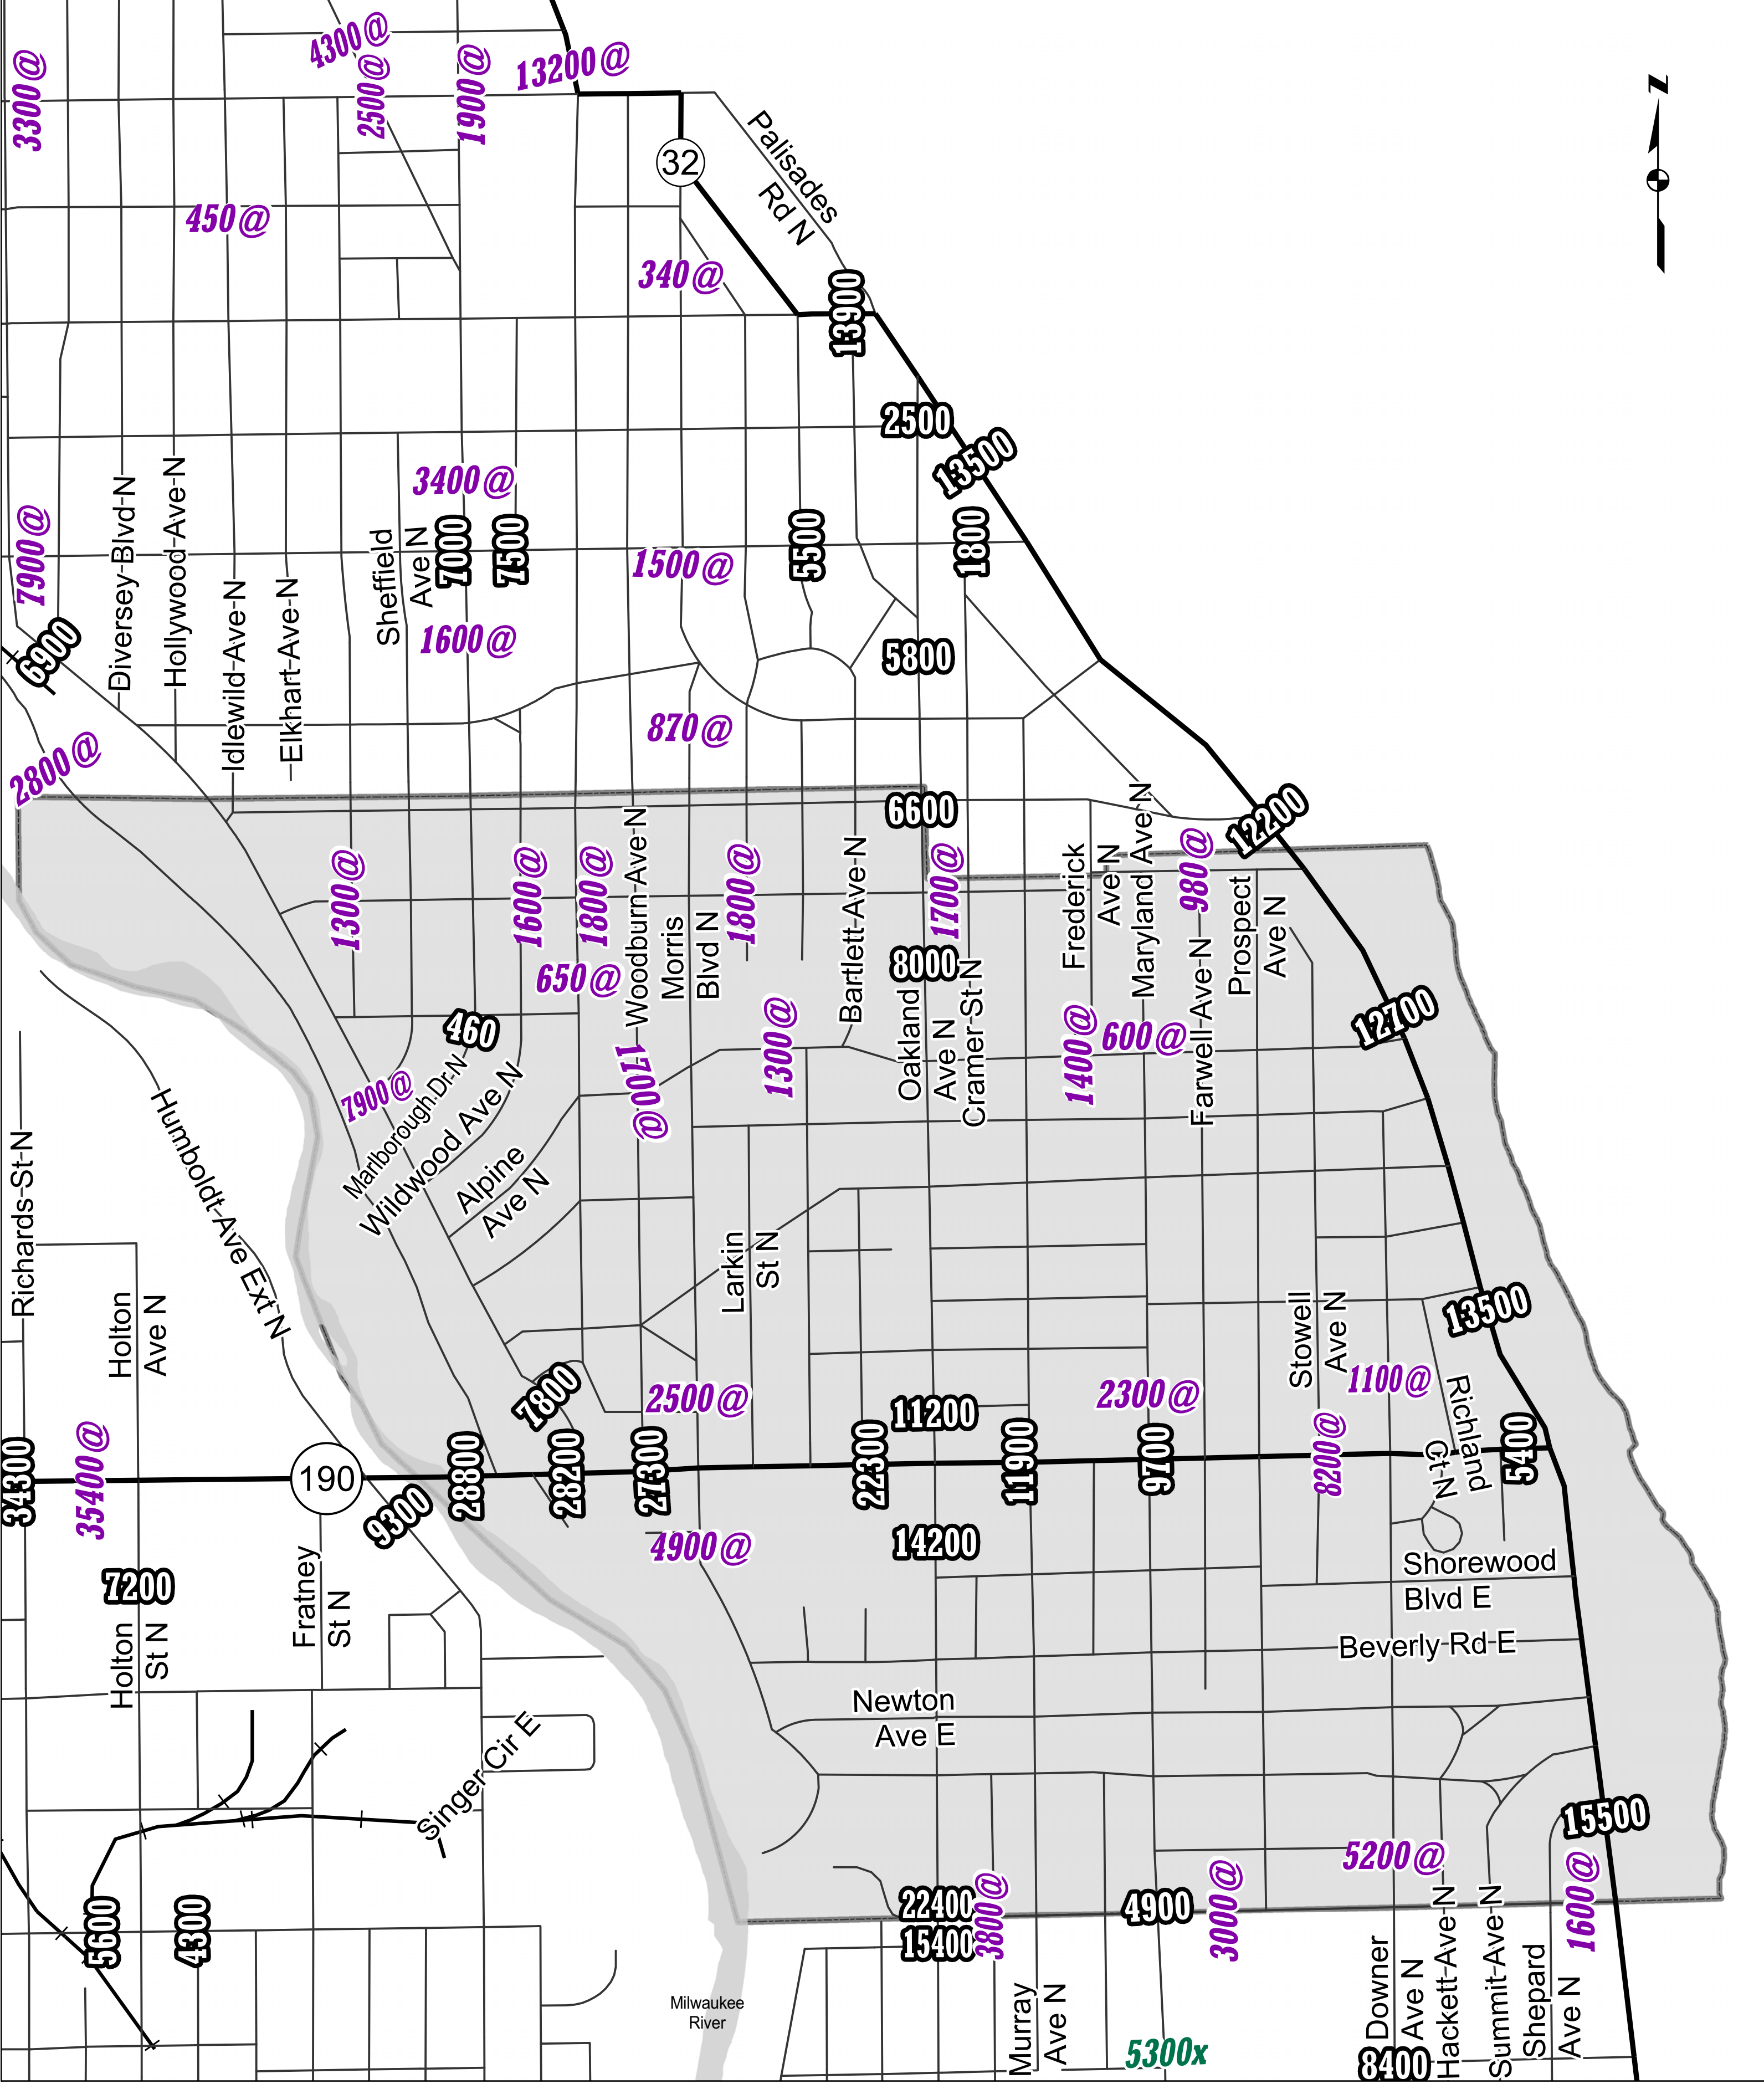 4300@
3300@
2500@
1900@
13200@
Z
32
Palisades
Rd N
450@
340@
13900
2500
13500
3400@
7900@
Diversey Blvd N
Hollywood Ave N
Idlewild Ave N
Elkhart Ave N
Sheffield
Ave N
7000
7500
1500@
5500
1800
1600@
6900
5800
870@
2800@
6600
12200
1300@
1600@
1800@
Woodburn Ave N
Morris
Blvd N
1800@
Bartlett Ave N
1700@
Frederick
Ave N
Maryland Ave N
980@
Prospect
Ave N
650@
8000
460
1700@
1300@
Oakland
Ave N
Cramer St N
1400@
600@
Farwell Ave N
12700
7900@
Marlborough Dr N
Wildwood Ave N
Alpine
Ave N
Humboldt Ave Ext N
Richards St N
Holton
Ave N
Larkin
St N
Stowell
Ave N
13500
7800
2500@
11200
2300@
1100@
Richland
Ct N
34300
35400@
190
9300
28800
28200
27300
22300
11900
9700
8200@
5400
4900@
14200
7200
Fratney
St N
Shorewood
Blvd E
Holton
St N
Beverly Rd E
Newton
Ave E
Singer Cir E
15500
5200@
5600
4300
22400
15400
3800@
4900
3000@
1600@
Milwaukee
River
Murray
Ave N
5300x
Downer
Ave N
8400
Hackett Ave N
Summit Ave N
Shepard
Ave N